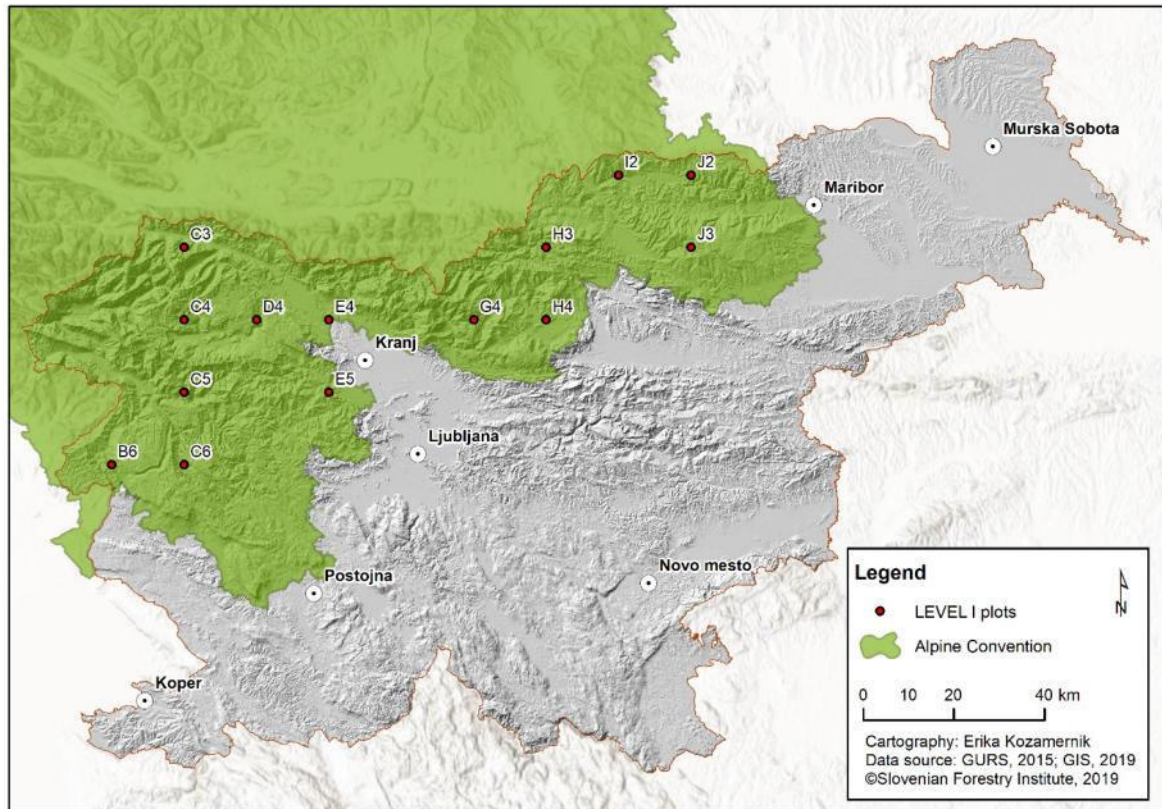 Murska Sobota
I2
J2
Maribor
C3
H3
J3
C4
D4
E4
G4
H4
Kranj
C5
E5
Ljubljana
B6
C6
Postojna
Novo mesto
Koper
Legend
N
LEVEL I plots
Alpine Convention
0 10 20 40 km
Cartography: Erika Kozamernik
Data source: GURS, 2015; GIS, 2019
©Slovenian Forestry Institute, 2019